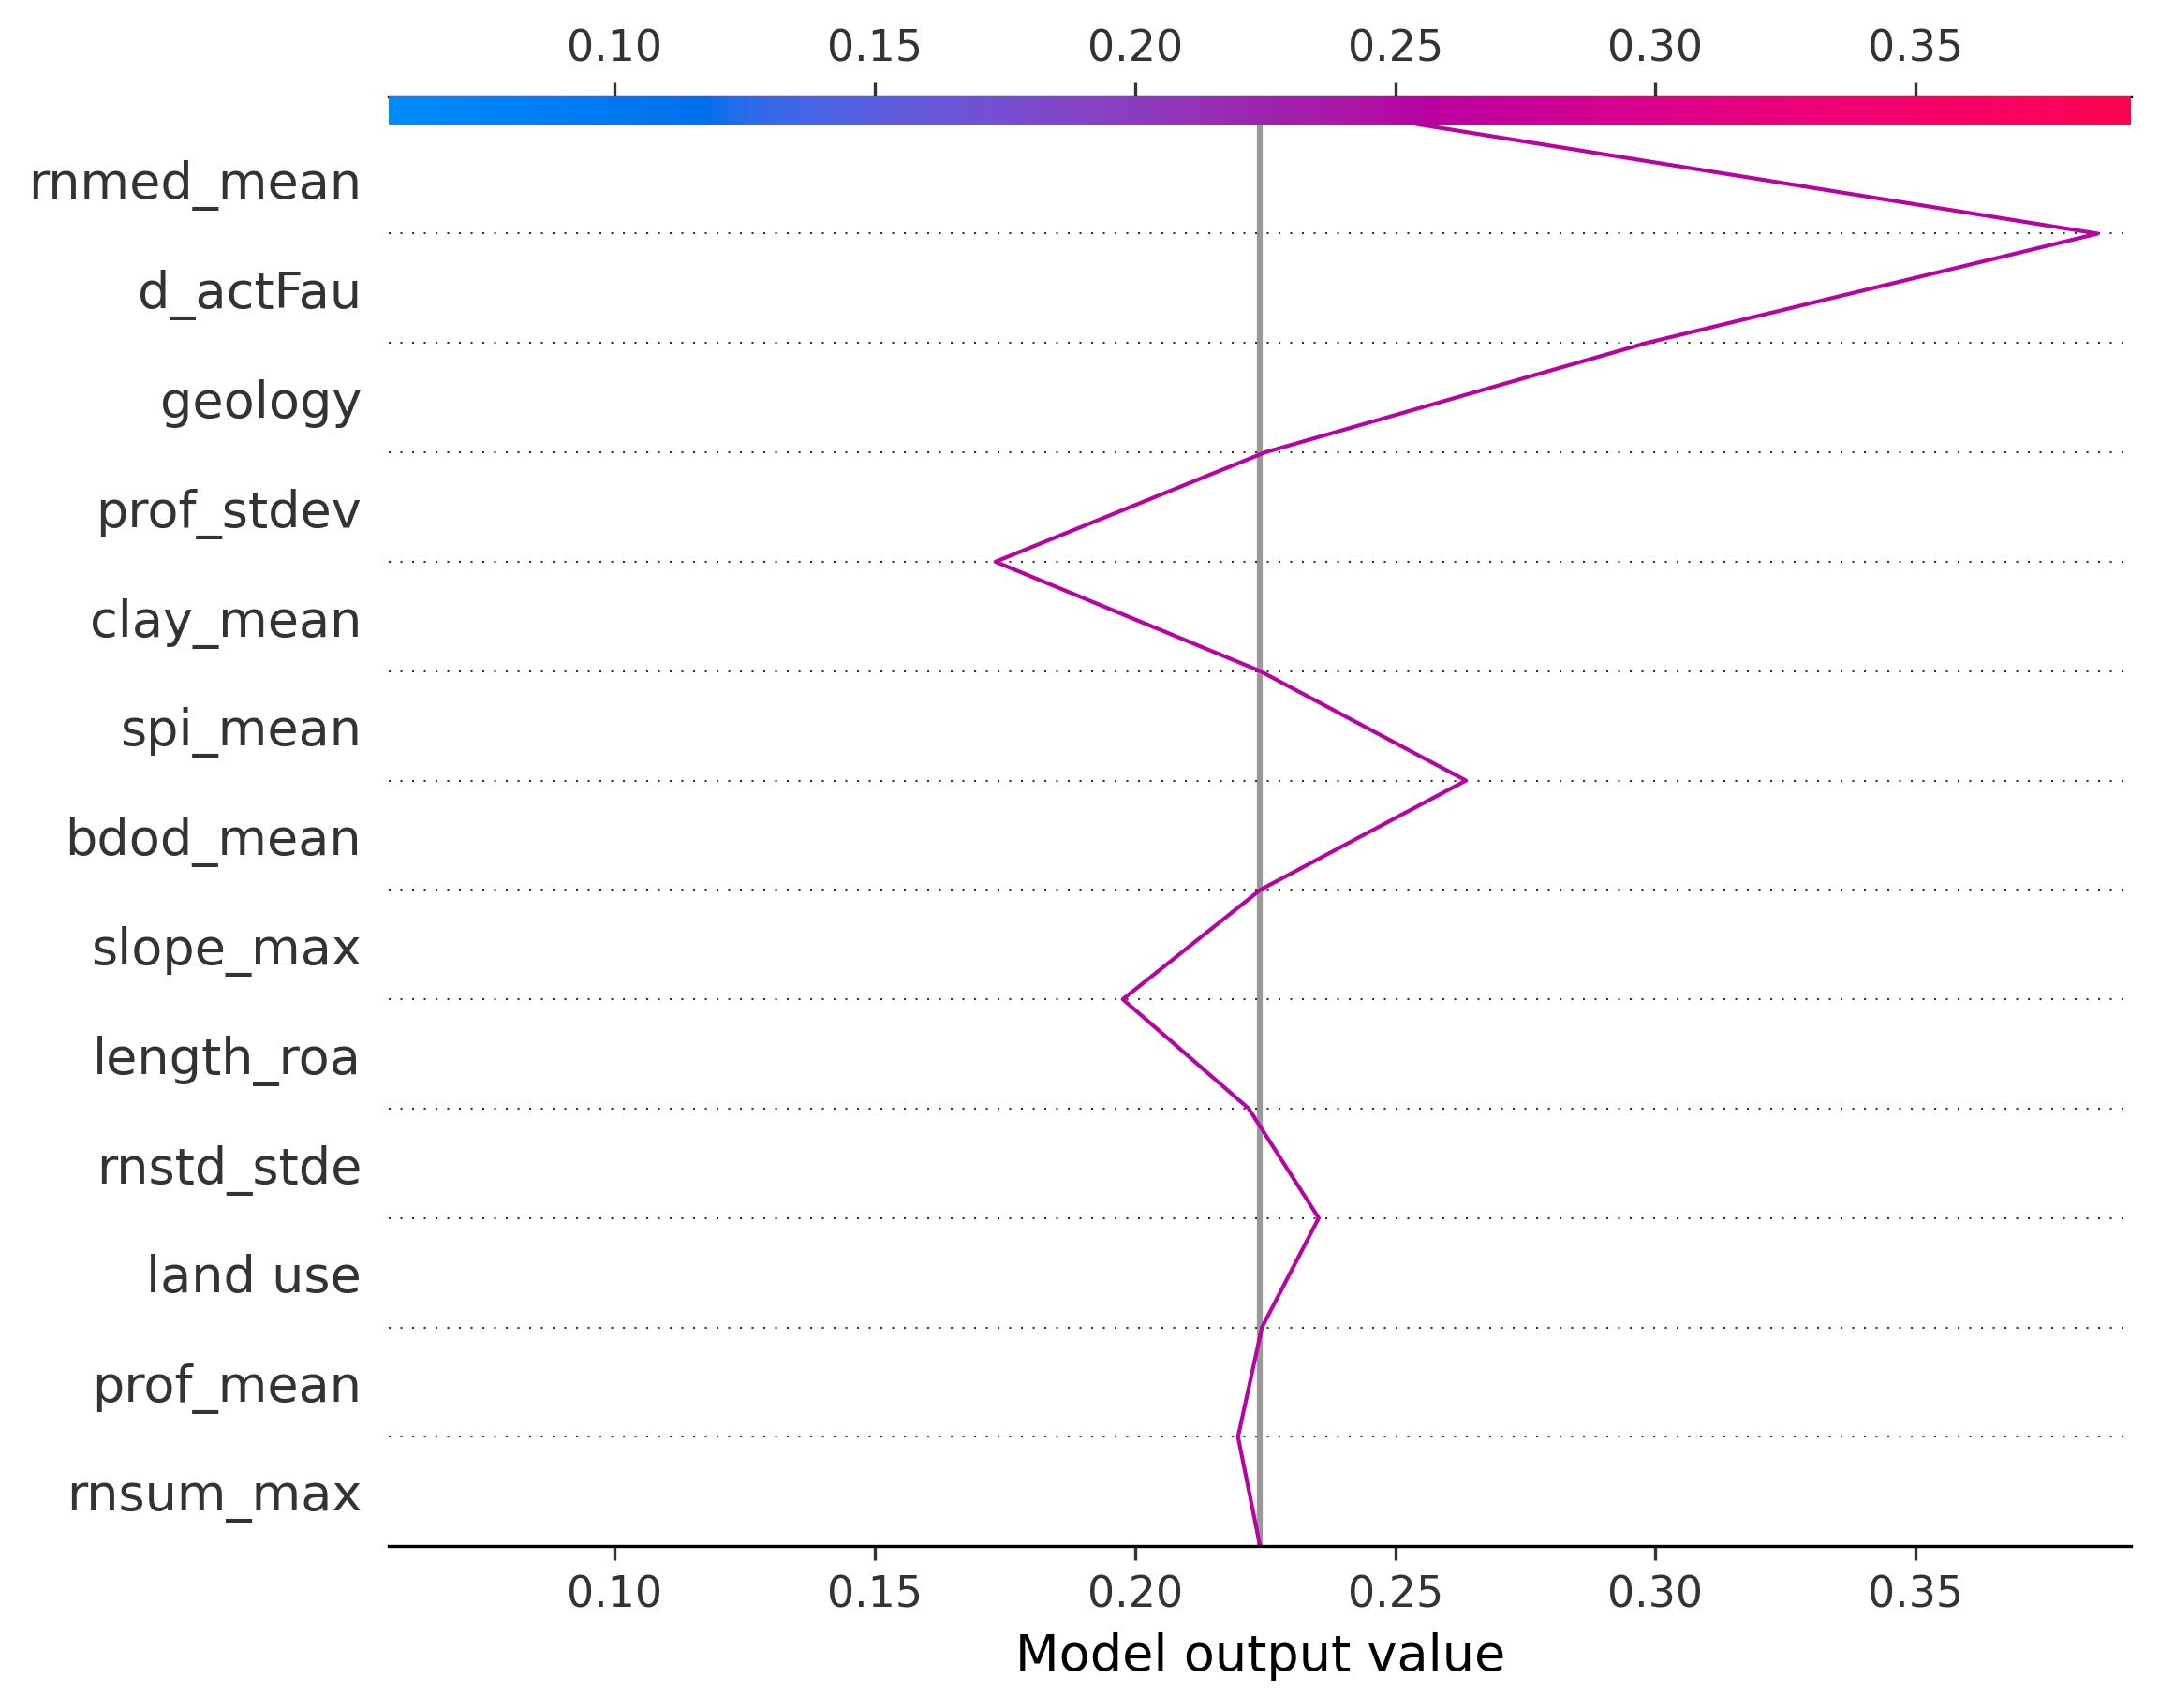 0.10 0.15 0.20 0.25 0.30 0.35
rnmed_mean
d_actFau
geology
prof_stdev
clay_mean
spi_mean
bdod_mean
slope_max
length_roa
rnstd_stde
land use
prof_mean
rnsum_max
0.10 0.15 0.20 0.25 0.30 0.35
Model output value